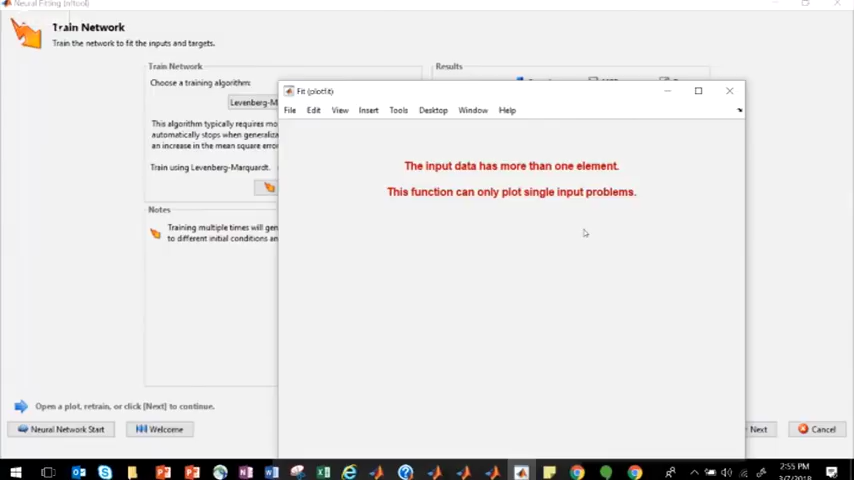 Neural Fitting (nftool)
Train Network
Train the network to fit the inputs and targets.
Train Network
Results
Choose a training algorithm:
Levenberg-M
This algorithm typically requires mo
automatically stops when generaliz
an increase in the mean square erro
Train using Levenberg-Marquardt.
Notes
Training multiple times will gen
to different initial conditions an
Fit (plotfit)
File Edit View Insert Tools Desktop Window Help
The input data has more than one element.
This function can only plot single input problems.
Open a plot, retrain, or click [Next] to continue.
Neural Network Start
Welcome
Next
Cancel
2:55 PM
3/7/2018